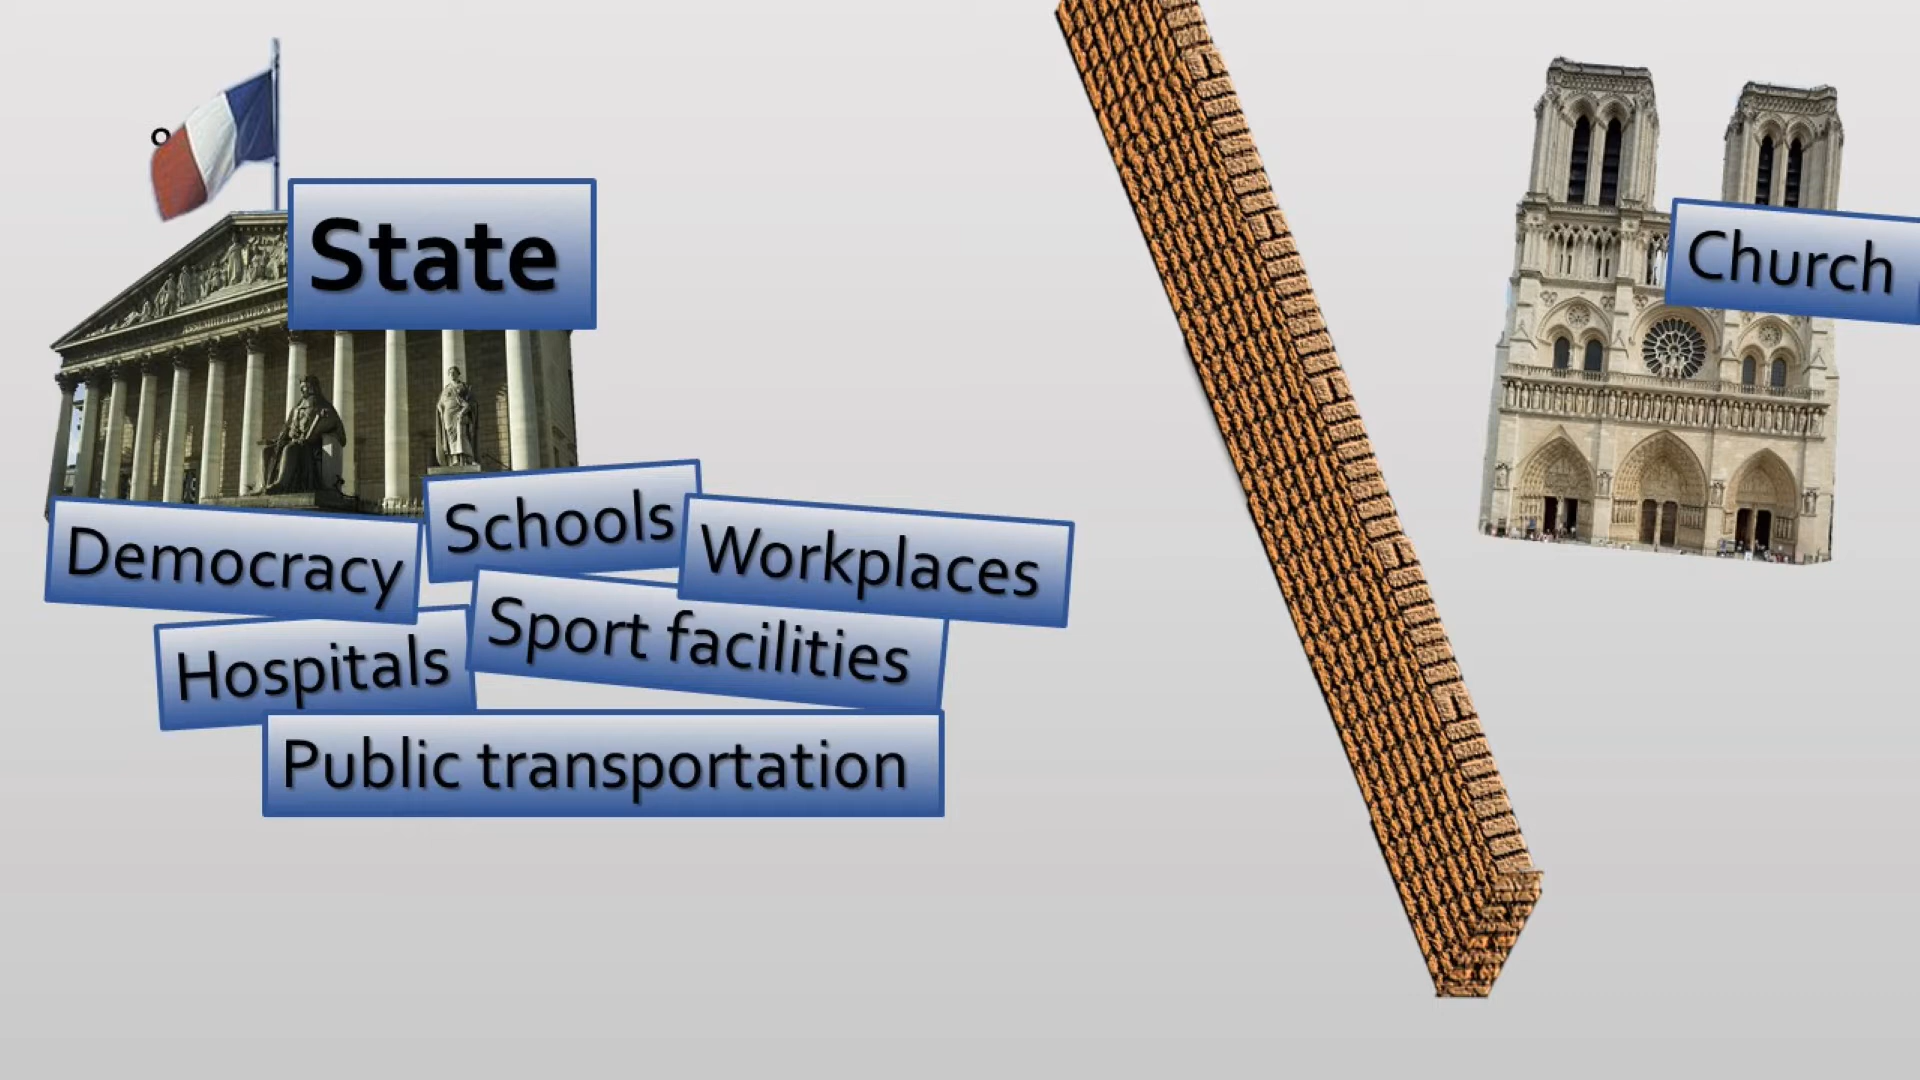 State
Church
Schools
Democracy
Workplaces
Sport facilities
Hospitals
Public transportation